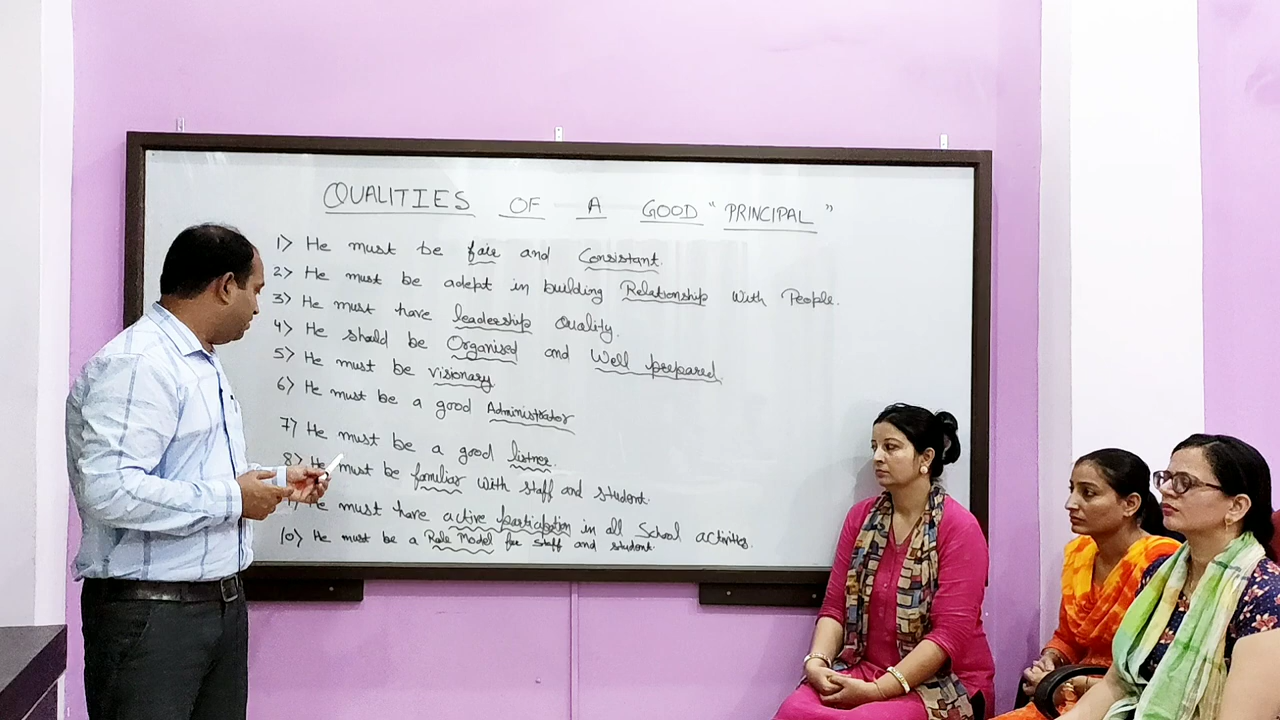 QUALITIES OF A GOOD "PRINCIPAL"
1> He must be fair and Consistant.
2> He must be adept in building Relationship With People.
3> He must have leadership Quality.
4> He should be Organised and Well prepared.
5> He must be visionary
6> He must be a good Administrator
7> He must be a good listner.
8> He must be familiar with staff and student.
He must have active participation in all School activities.
10> He must be a Role Model for staff and student.